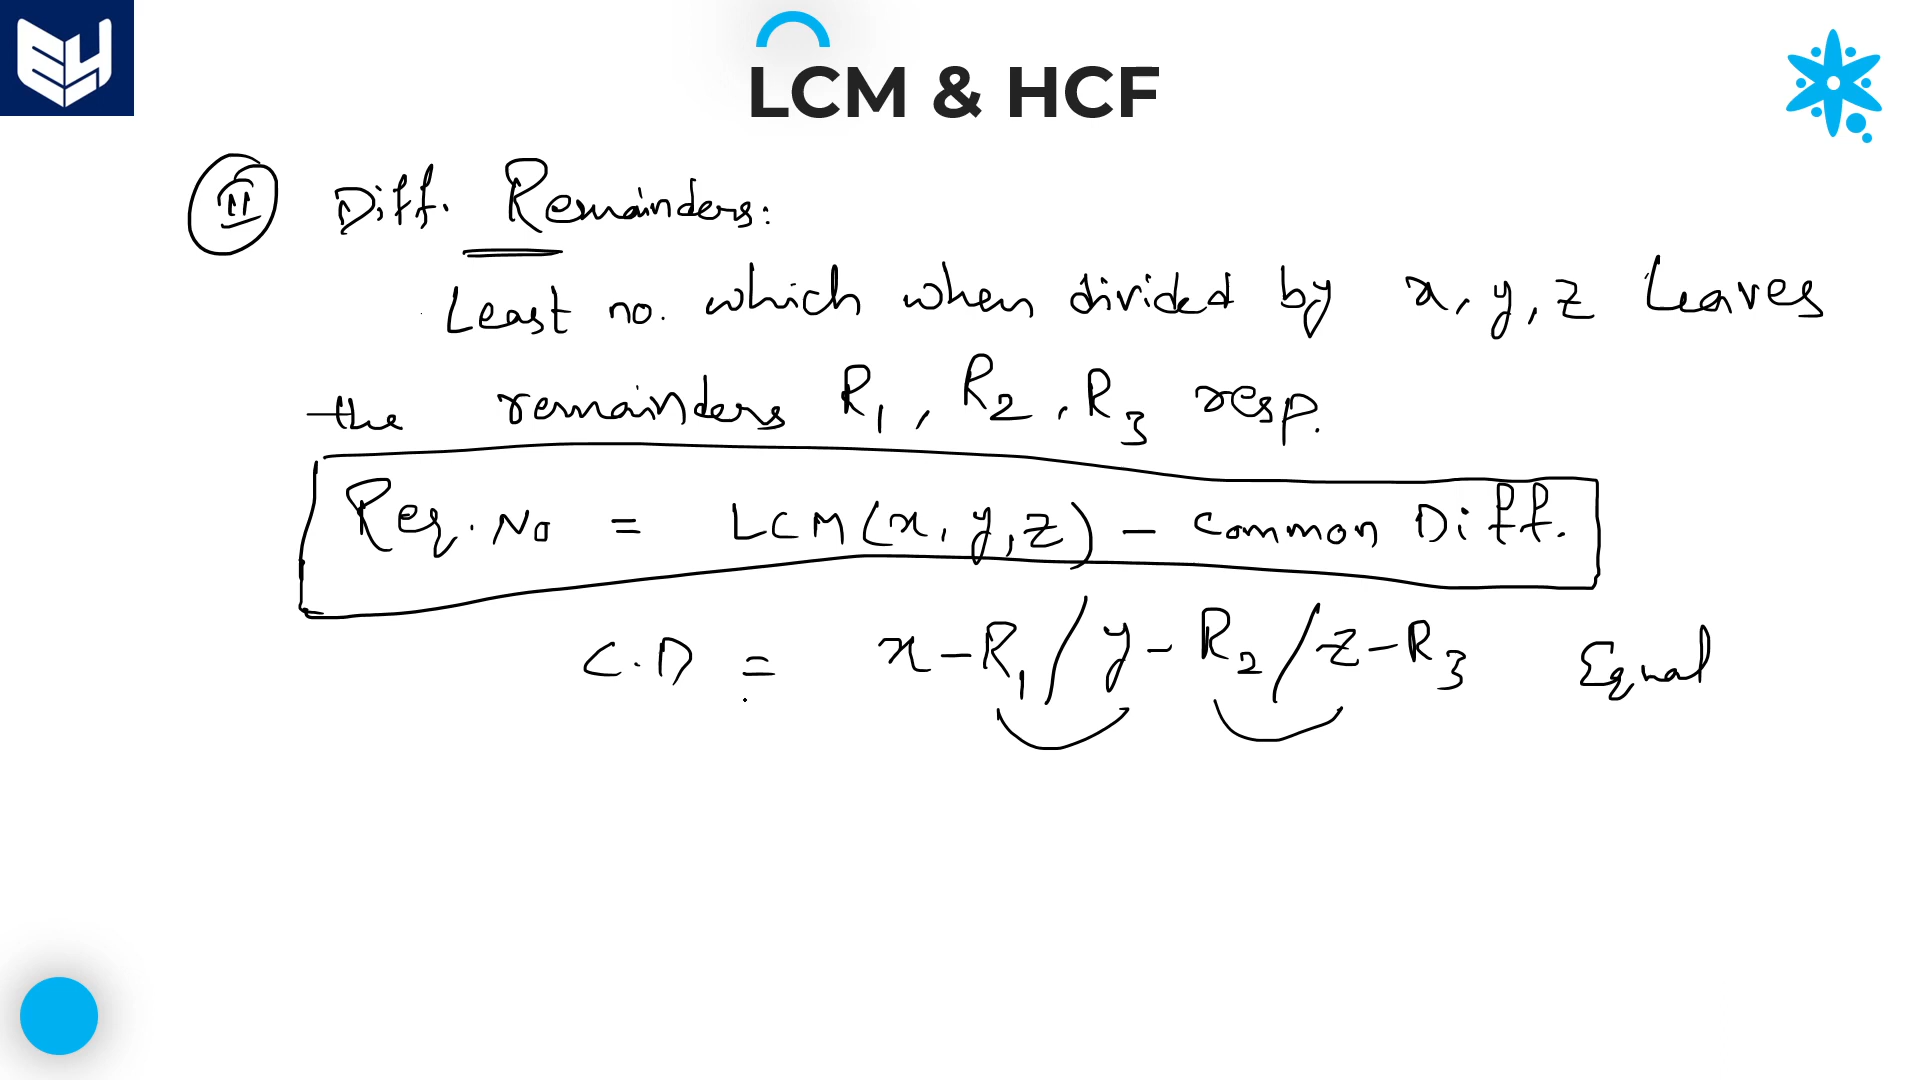 LCM & HCF
II Diff. Remainders:
Least no. which when divided by x, y, z leaves
the remainders R1, R2, R3 resp.
Req. No = LCM(x, y, z) - Common Diff.
C.D = x-R1/y-R2/z-R3 Equal